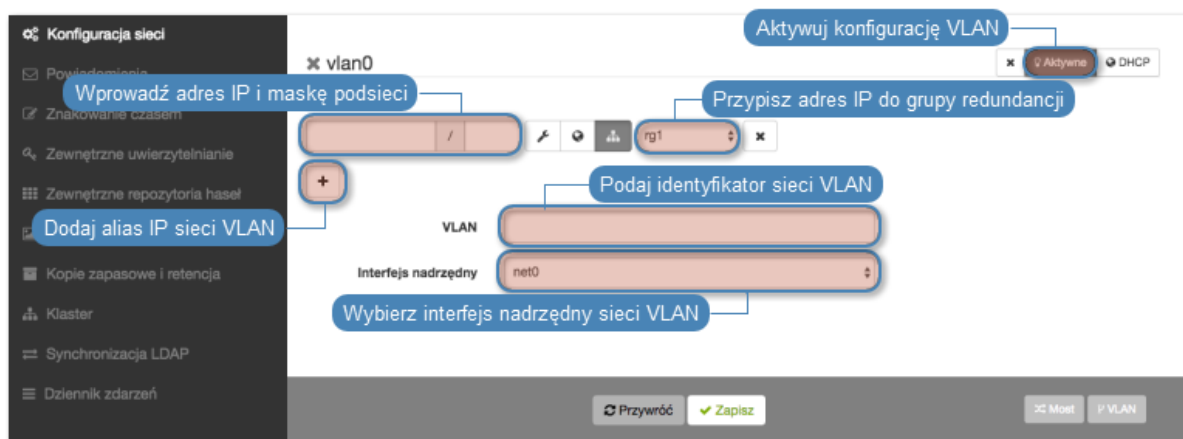 Konfiguracja sieci
Aktywuj konfigurację VLAN
vlan0
Aktywne
DHCP
Powiadomienia
Wprowadź adres IP i maskę podsieci
Przypisz adres IP do grupy redundancji
Znakowanie czasem
/
rg1
Zewnętrzne uwierzytelnianie
+
Podaj identyfikator sieci VLAN
Zewnętrzne repozytoria haseł
Dodaj alias IP sieci VLAN
VLAN
Kopie zapasowe i retencja
Interfejs nadrzędny
net0
Wybierz interfejs nadrzędny sieci VLAN
Klaster
Synchronizacja LDAP
Dziennik zdarzeń
Przywróć
Zapisz
Most
VLAN